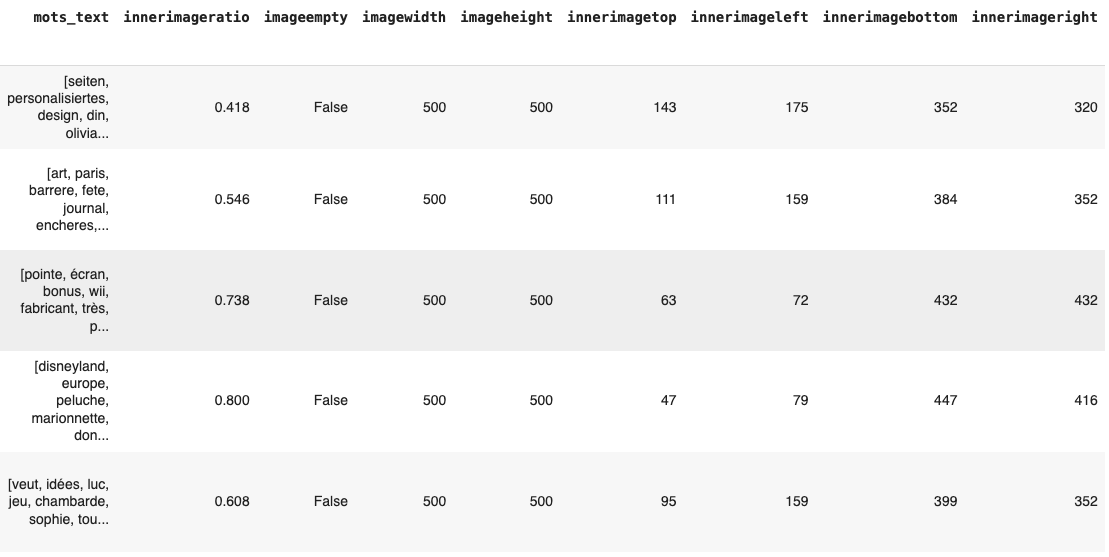 mots_text innerimageratio imageempty imagewidth imageheight innerimagetop innerimageleft innerimagebottom innerimageright
[seiten,
personalisiertes,
design, din,
olivia... 0.418 False 500 500 143 175 352 320
[art, paris,
barrere, fete,
journal,
encheres,... 0.546 False 500 500 111 159 384 352
[pointe, écran,
bonus, wii,
fabricant, très,
p... 0.738 False 500 500 63 72 432 432
[disneyland,
europe,
peluche,
marionnette,
don... 0.800 False 500 500 47 79 447 416
[veut, idées, luc,
jeu, chambarde,
sophie, tou... 0.608 False 500 500 95 159 399 352